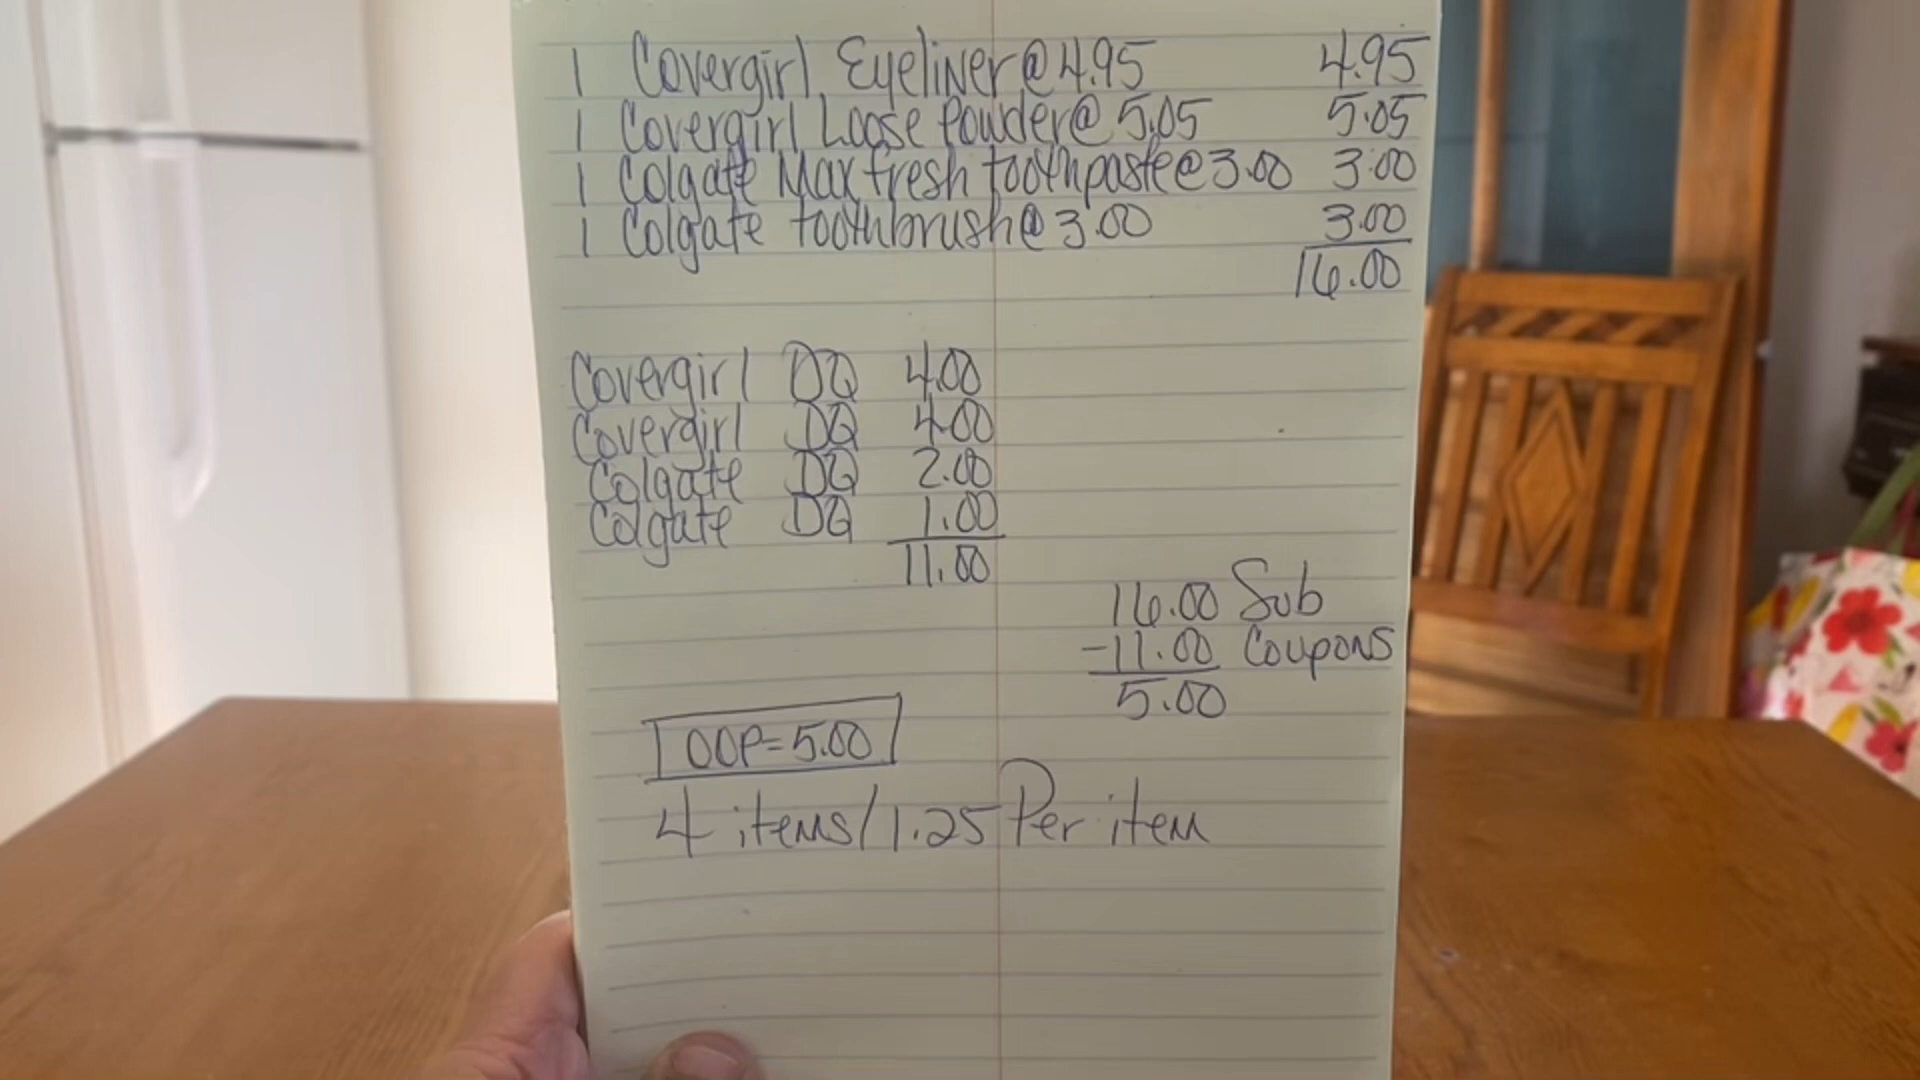 1 Covergirl Eyeliner @ 4.95 4.95
1 Covergirl Loose Powder @ 5.05 5.05
1 Colgate Max fresh toothpaste @ 3.00 3.00
1 Colgate toothbrush @ 3.00 3.00
16.00
Covergirl DQ 4.00
Covergirl DQ 4.00
Colgate DQ 2.00
Colgate DQ 1.00
11.00
16.00 Sub
-11.00 Coupons
5.00
OOP=5.00
4 items/1.25 Per item